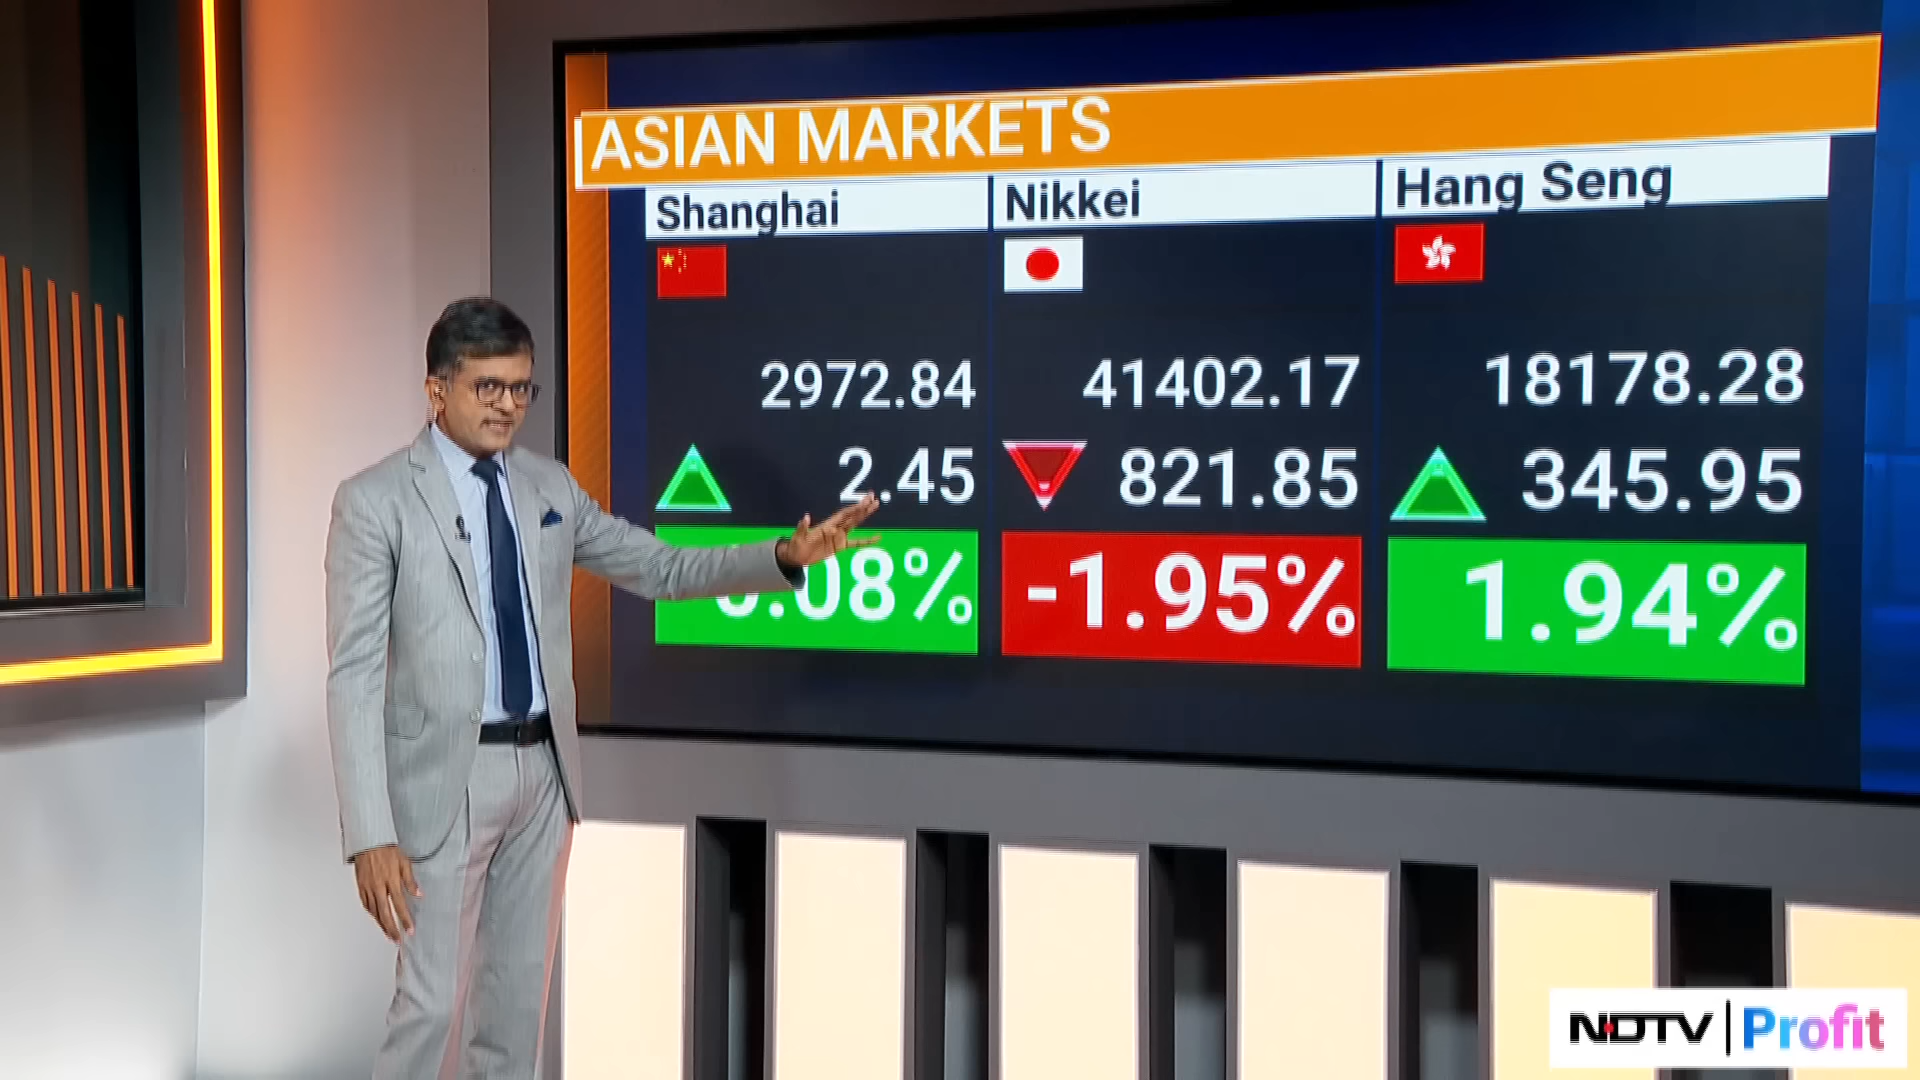 ASIAN MARKETS
Shanghai Nikkei Hang Seng
2972.84 41402.17 18178.28
2.45 821.85 345.95
.08% -1.95% 1.94%
NDTV | Profit